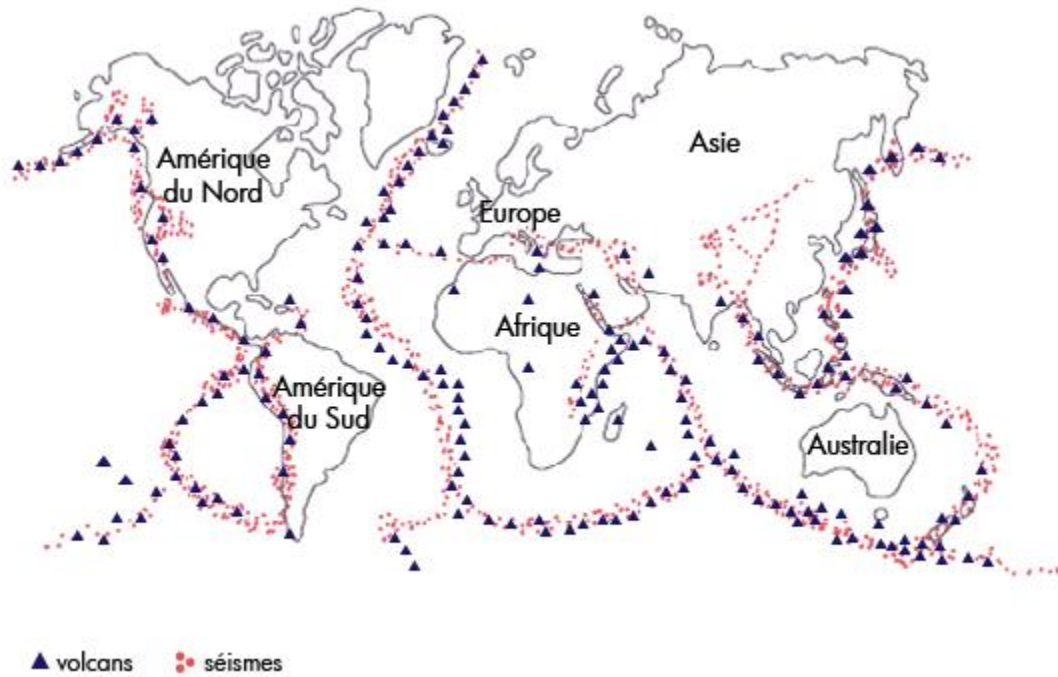 Amérique
du Nord
Europe
Asie
Afrique
Amérique
du Sud
Australie
volcans
séismes